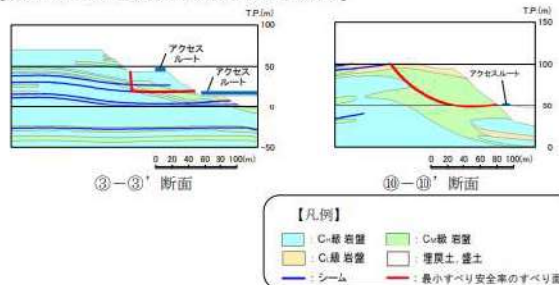 T.P.(m)
100
50
0
-50
アクセス
ルート
アクセス
ルート
0 20 40 60 80 100(m)
③-③' 断面
T.P.(m)
150
100
50
0
アクセスルート
0 20 40 60 80 100(m)
⑩-⑩' 断面
【凡例】
:CH級 岩盤
:CM級 岩盤
:CL級 岩盤
:埋戻土、盛土
:シーム
:最小すべり安全率のすべり面